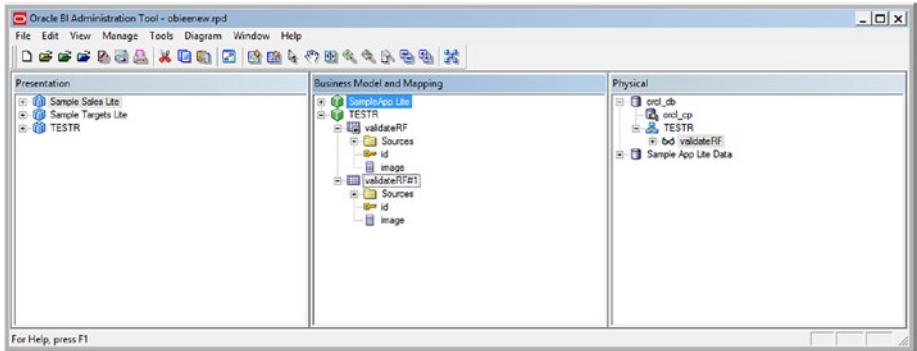 Oracle BI Administration Tool - obieenew.rpd
File Edit View Manage Tools Diagram Window Help
Presentation
Sample Sales Lite
Sample Targets Lite
TESTR
Business Model and Mapping
SampleApp Lite
TESTR
validateRF
Sources
id
image
validateRF#1
Sources
id
image
Physical
orcl_db
orcl_cp
TESTR
validateRF
Sample App Lite Data
For Help, press F1